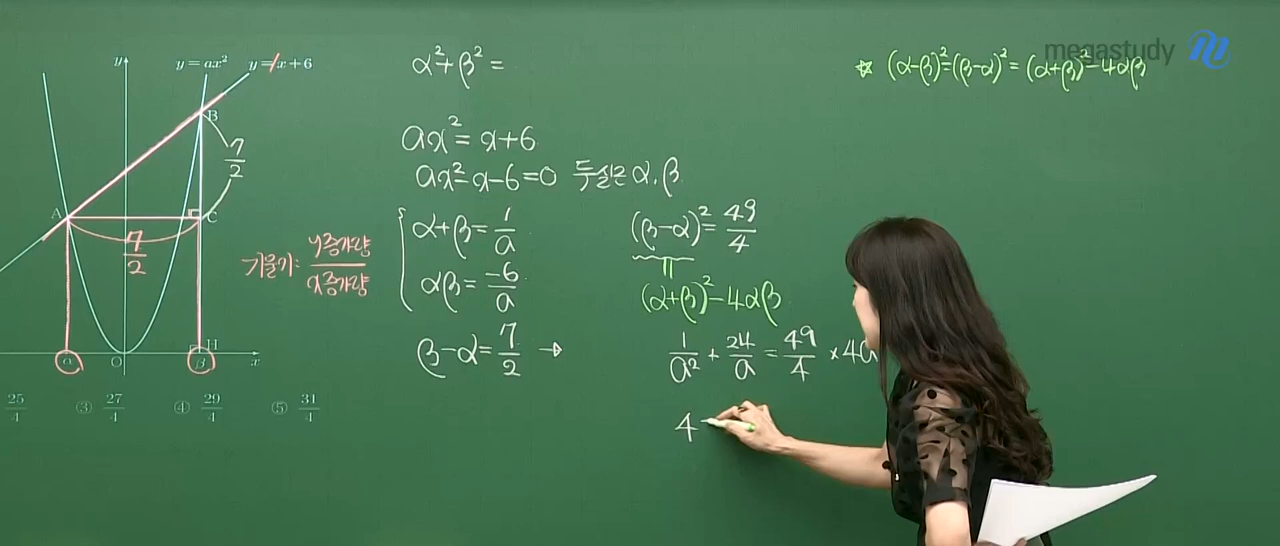 megastudy
y
y = ax²
y = x + 6
B
7/2
A
C
7/2
기울기: y증가량/x증가량
α
O
β
H
x
25/4 ③ 27/4 ④ 29/4 ⑤ 31/4
α² + β² =
ax² = x + 6
ax² - x - 6 = 0 두 실근 α, β
α + β = 1/a
αβ = -6/a
β - α = 7/2 →
(β - α)² = 49/4
(α + β)² - 4αβ
1/a² + 24/a = 49/4 × 4a
4
☆ (α - β)² = (β - α)² = (α + β)² - 4αβ